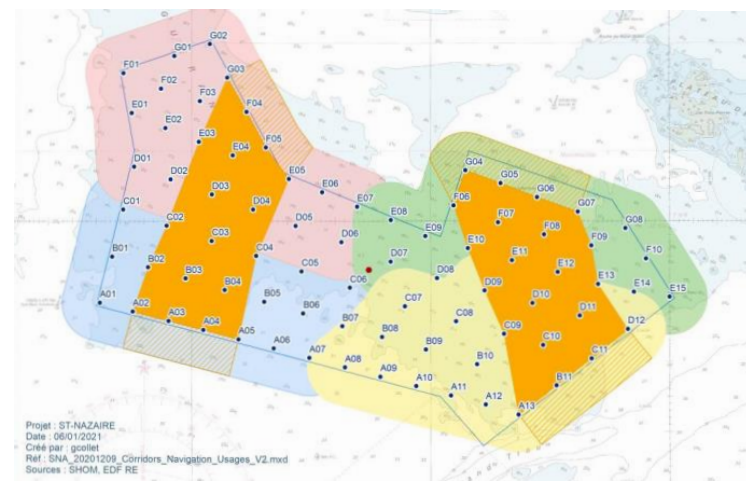 G02
G01
F01
G03
F02
F03
F04
E01
E02
E03
F05
E04
D01
D02
E05
E06
D03
C01
D04
E07
C02
D05
E08
E09
D06
C03
B01
C04
B02
C05
D07
D08
B03
B04
C06
A01
A02
B05
B06
A03
A04
B07
A05
B08
A06
A07
A08
A09
A10
C07
C08
B09
B10
A11
A12
A13
G04
G05
G06
F06
G07
F07
F08
G08
F09
E10
E11
E12
F10
E13
D09
E14
E15
D10
D11
D12
C09
C10
C11
B11
Projet : ST-NAZAIRE
Date : 06/01/2021
Créé par : gcollet
Réf : SNA_20201209_Corridors_Navigation_Usages_V2.mxd
Sources : SHOM, EDF RE